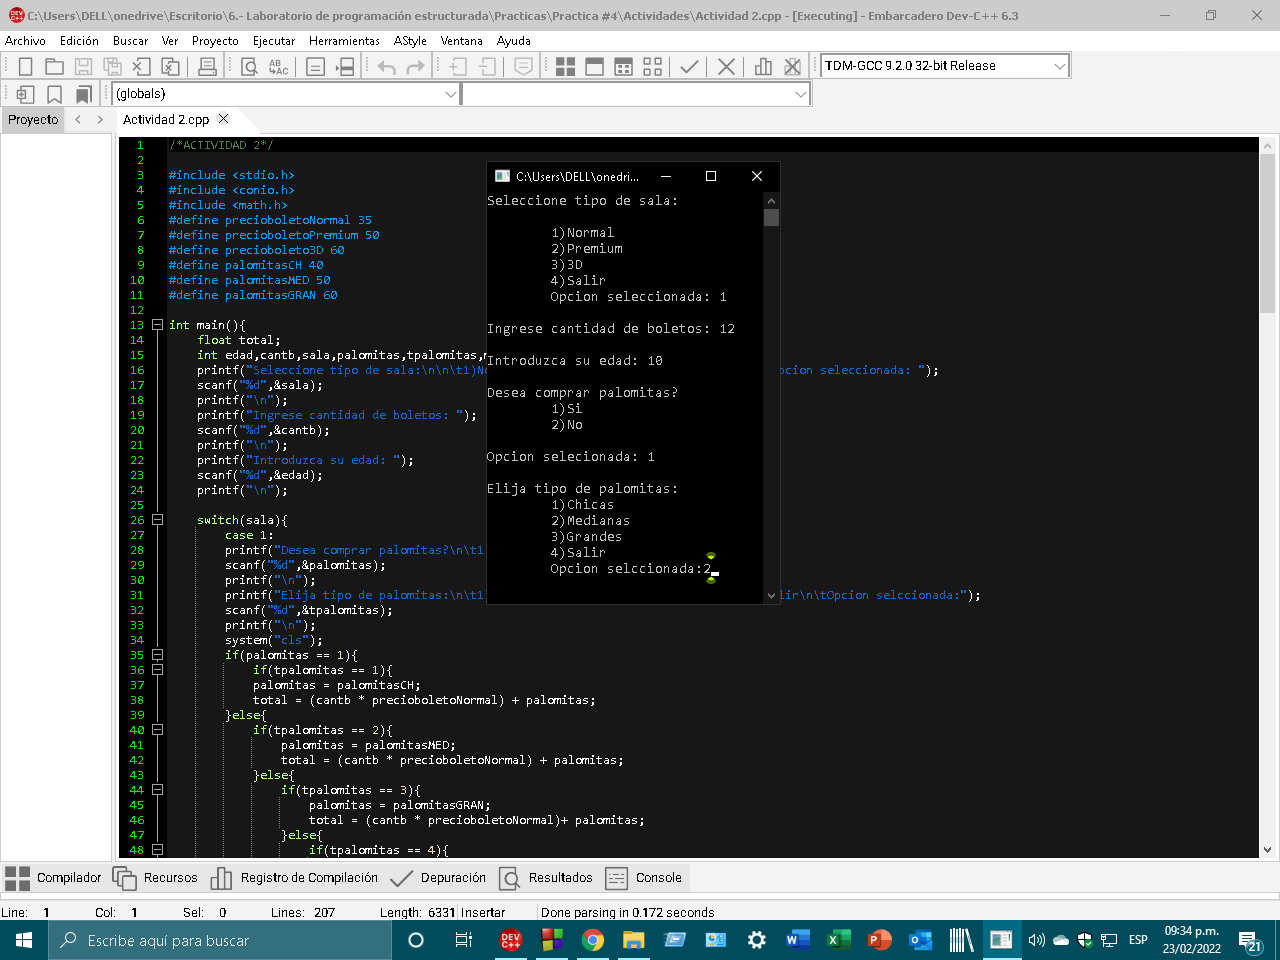 C:\Users\DELL\onedrive\Escritorio\6.- Laboratorio de programación estructurada\Practicas\Practica #4\Actividades\Actividad 2.cpp - [Executing] - Embarcadero Dev-C++ 6.3
Archivo Edición Buscar Ver Proyecto Ejecutar Herramientas AStyle Ventana Ayuda
TDM-GCC 9.2.0 32-bit Release
(globals)
Proyecto
Actividad 2.cpp
1 /*ACTIVIDAD 2*/
2
3 #include <stdio.h>
4 #include <conio.h>
5 #include <math.h>
6 #define precioboletoNormal 35
7 #define precioboletoPremium 50
8 #define precioboleto3D 60
9 #define palomitasCH 40
10 #define palomitasMED 50
11 #define palomitasGRAN 60
12
13 int main(){
14 float total;
15 int edad,cantb,sala,palomitas,tpalomitas,
16 printf("Seleccione tipo de sala:\n\n\t1)No pcion seleccionada: ");
17 scanf("%d",&sala);
18 printf("\n");
19 printf("Ingrese cantidad de boletos: ");
20 scanf("%d",&cantb);
21 printf("\n");
22 printf("Introduzca su edad: ");
23 scanf("%d",&edad);
24 printf("\n");
25
26 switch(sala){
27 case 1:
28 printf("Desea comprar palomitas?\n\t1
29 scanf("%d",&palomitas);
30 printf("\n");
31 printf("Elija tipo de palomitas:\n\t1 lir\n\tOpcion selccionada:");
32 scanf("%d",&tpalomitas);
33 printf("\n");
34 system("cls");
35 if(palomitas == 1){
36 if(tpalomitas == 1){
37 palomitas = palomitasCH;
38 total = (cantb * precioboletoNormal) + palomitas;
39 }else{
40 if(tpalomitas == 2){
41 palomitas = palomitasMED;
42 total = (cantb * precioboletoNormal) + palomitas;
43 }else{
44 if(tpalomitas == 3){
45 palomitas = palomitasGRAN;
46 total = (cantb * precioboletoNormal)+ palomitas;
47 }else{
48 if(tpalomitas == 4){
C:\Users\DELL\onedri...
Seleccione tipo de sala:
1)Normal
2)Premium
3)3D
4)Salir
Opcion seleccionada: 1
Ingrese cantidad de boletos: 12
Introduzca su edad: 10
Desea comprar palomitas?
1)Si
2)No
Opcion selecionada: 1
Elija tipo de palomitas:
1)Chicas
2)Medianas
3)Grandes
4)Salir
Opcion selccionada:2
Compilador Recursos Registro de Compilación Depuración Resultados Console
Line: 1 Col: 1 Sel: 0 Lines: 207 Length: 6331 Insertar Done parsing in 0.172 seconds
Escribe aquí para buscar
DEV C++
ESP
09:34 p. m.
23/02/2022
21